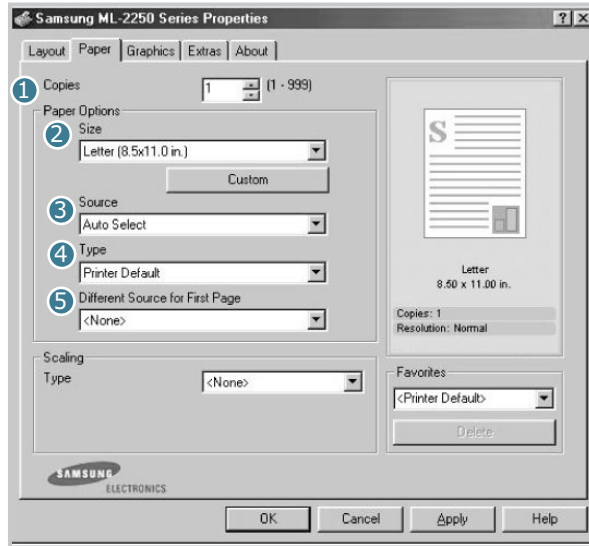 Samsung ML-2250 Series Properties
Layout Paper Graphics Extras About
1 Copies 1 (1 - 999)
Paper Options
2 Size
Letter (8.5x11.0 in.)
Custom
3 Source
Auto Select
4 Type
Printer Default
5 Different Source for First Page
<None>
S
Letter
8.50 x 11.00 in.
Copies: 1
Resolution: Normal
Scaling
Type <None>
Favorites
<Printer Default>
Delete
SAMSUNG
ELECTRONICS
OK Cancel Apply Help